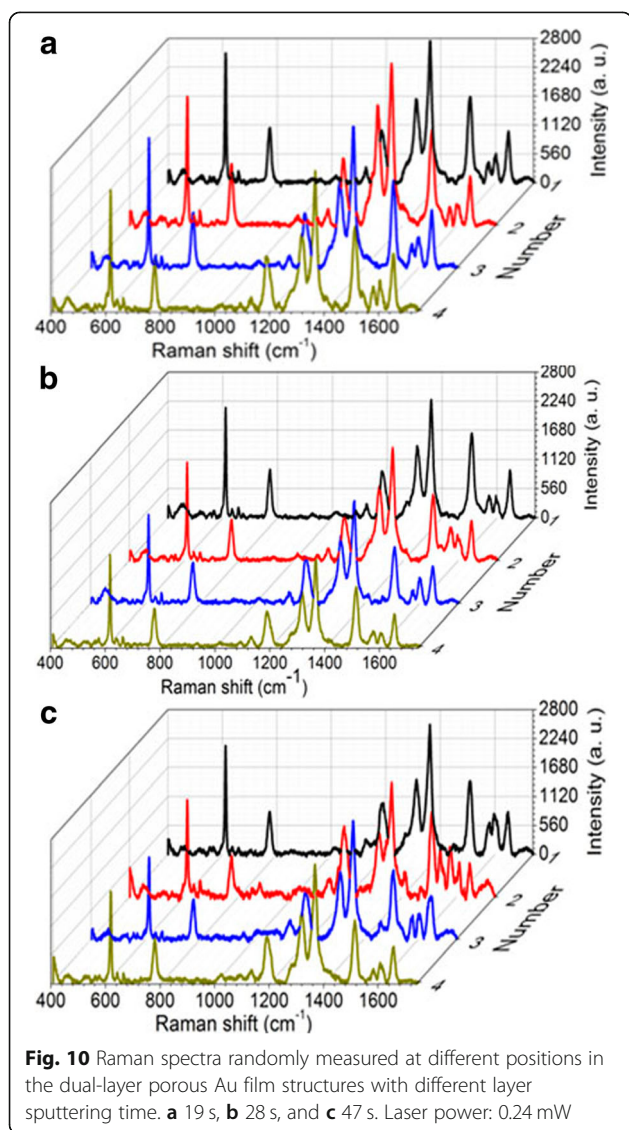 a
2800
2240
1680
1120
560
0
Intensity (a. u.)
1
2
3
4
Number
400 600 800 1000 1200 1400 1600
Raman shift (cm-1)
b
2800
2240
1680
1120
560
0
Intensity (a. u.)
1
2
3
4
Number
400 600 800 1000 1200 1400 1600
Raman shift (cm-1)
c
2800
2240
1680
1120
560
0
Intensity (a. u.)
1
2
3
4
Number
400 600 800 1000 1200 1400 1600
Raman shift (cm-1)
Fig. 10 Raman spectra randomly measured at different positions in
the dual-layer porous Au film structures with different layer
sputtering time. a 19 s, b 28 s, and c 47 s. Laser power: 0.24 mW